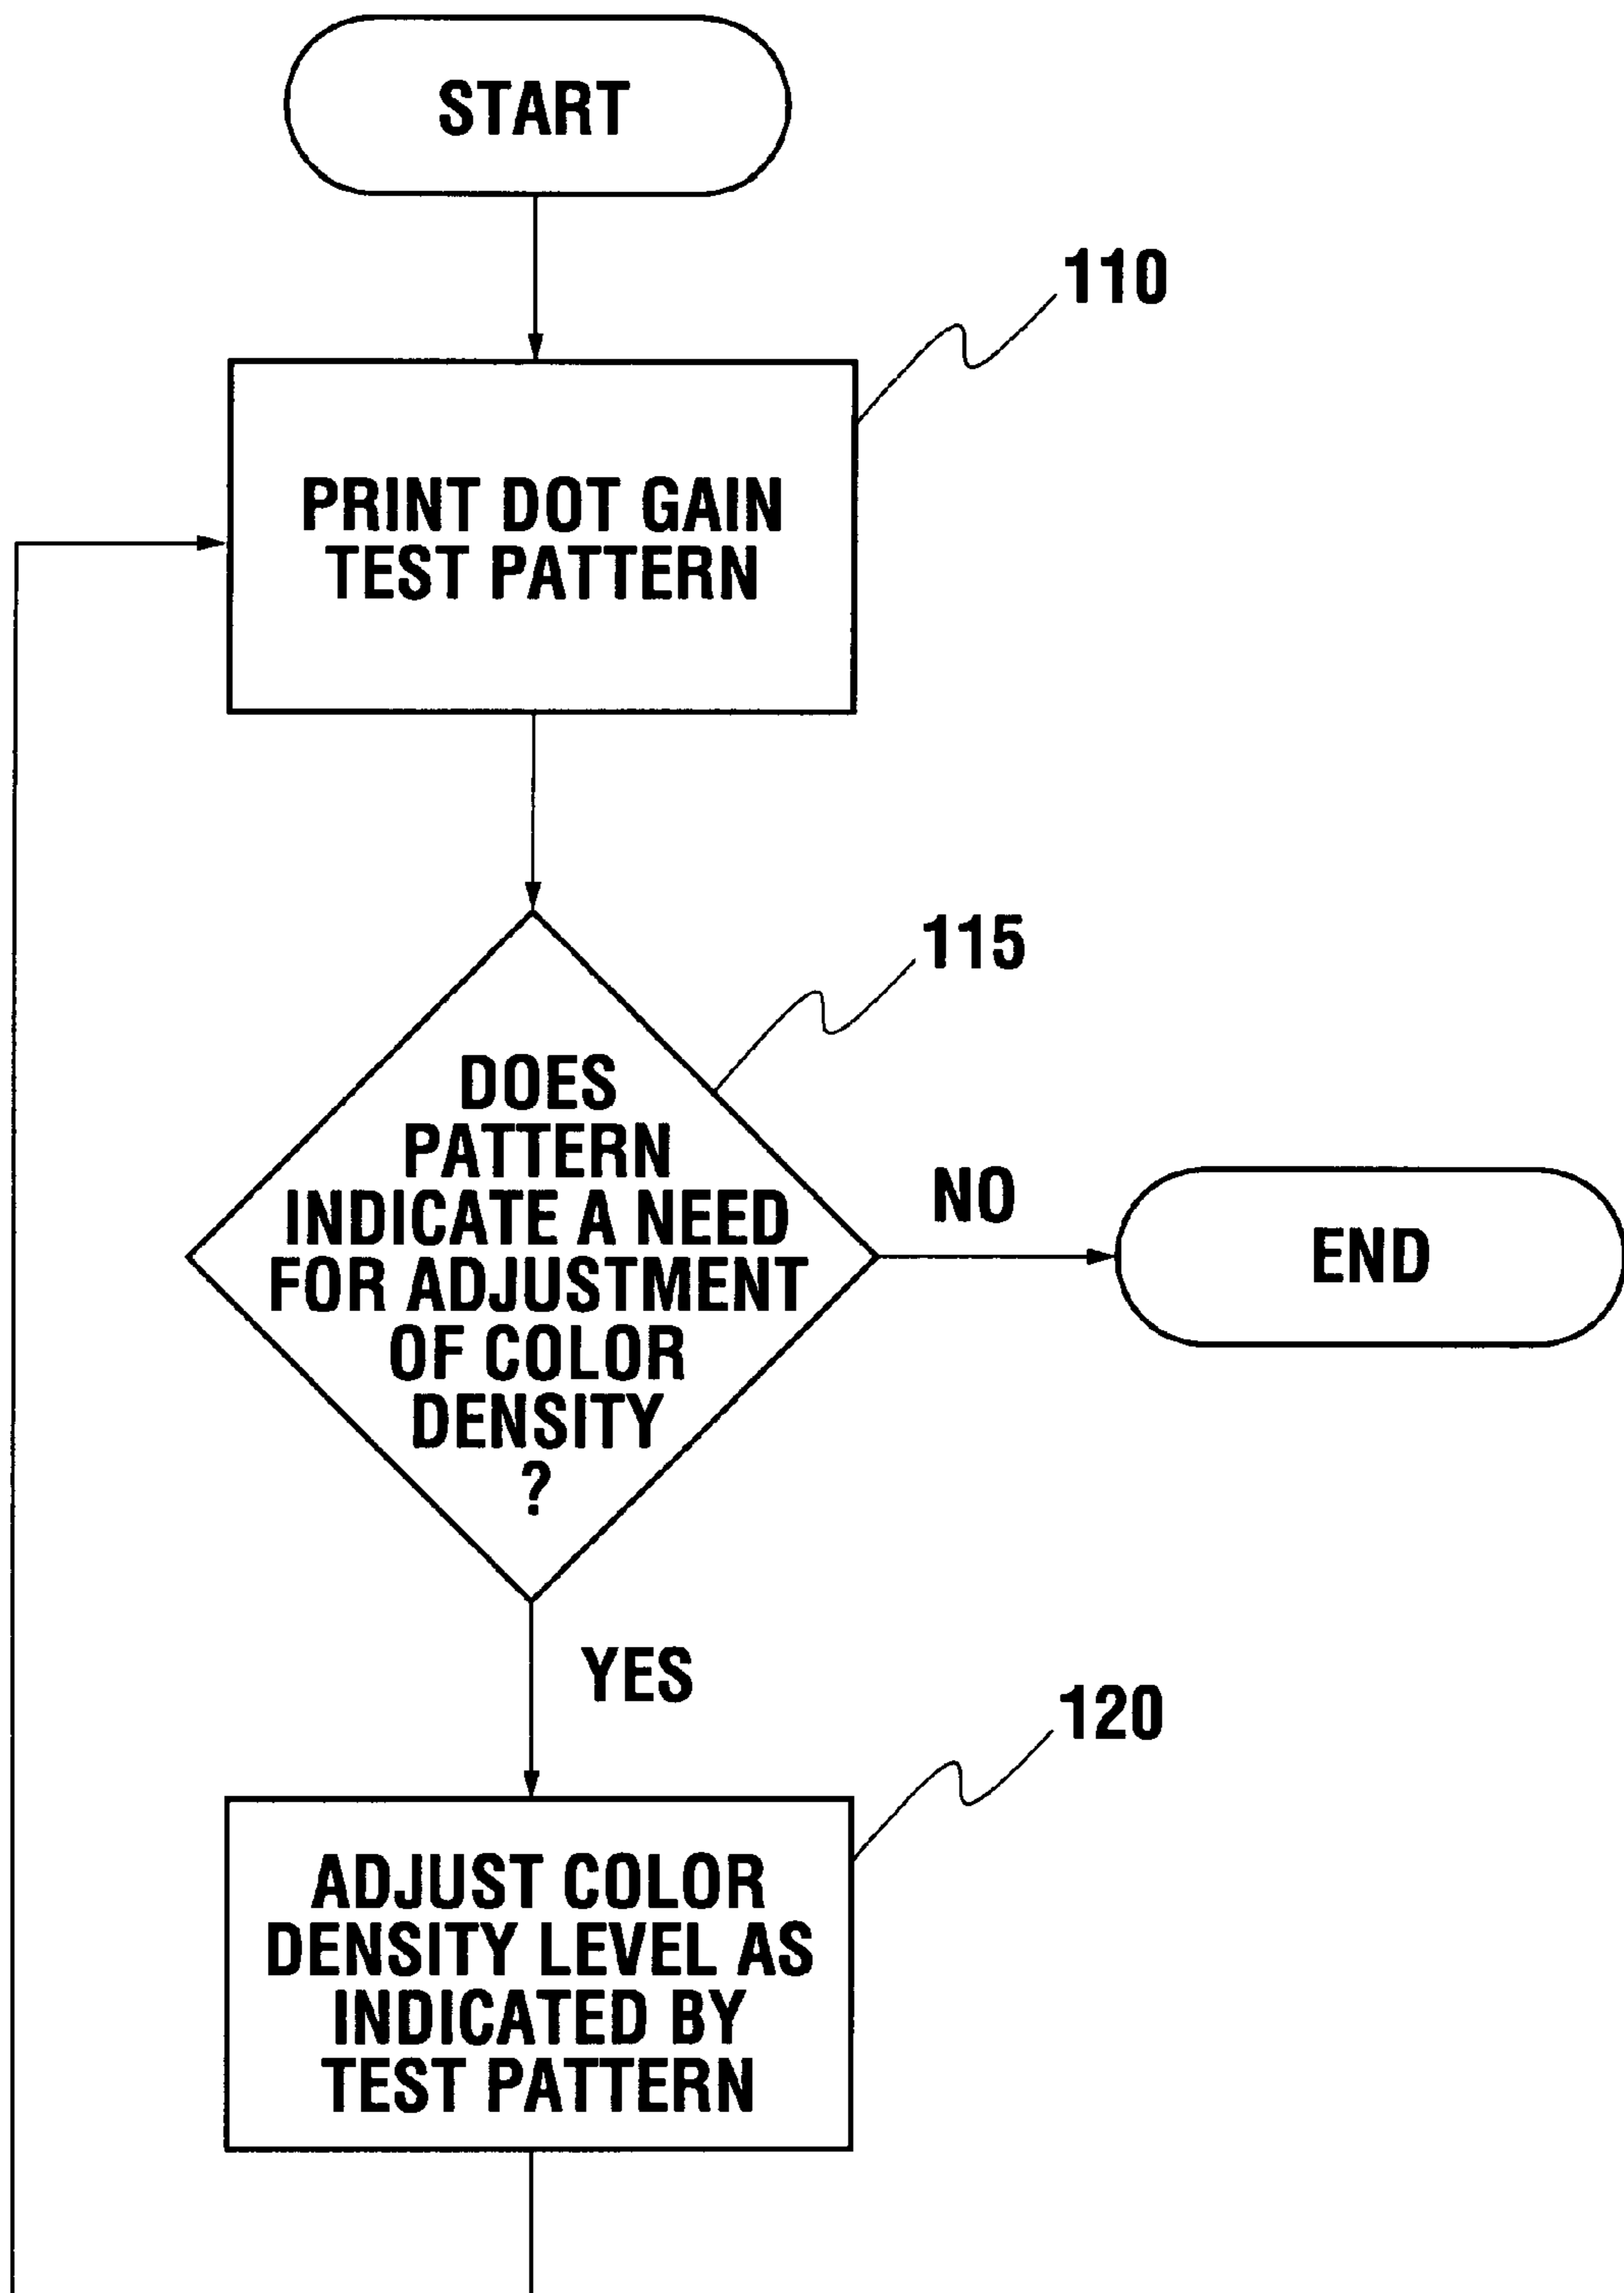 START
110
PRINT DOT GAIN
TEST PATTERN
115
DOES
PATTERN
INDICATE A NEED
FOR ADJUSTMENT
OF COLOR
DENSITY
?
NO
END
YES
120
ADJUST COLOR
DENSITY LEVEL AS
INDICATED BY
TEST PATTERN